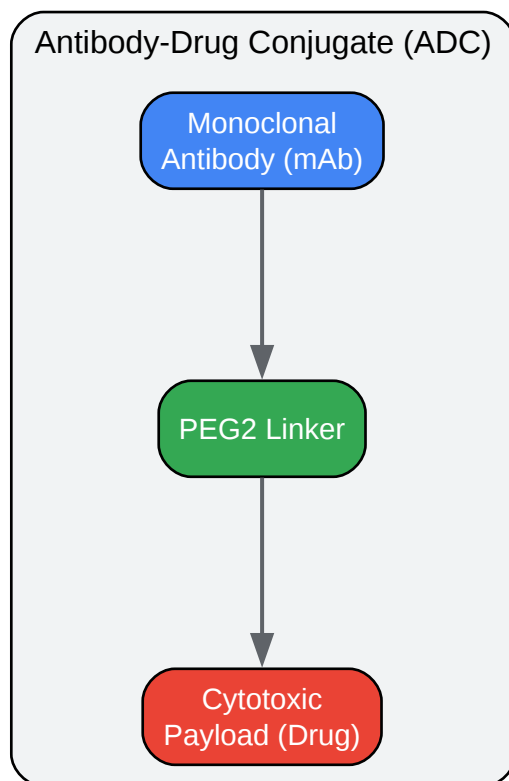 Antibody-Drug Conjugate (ADC)
Monoclonal
Antibody (mAb)
PEG2 Linker
Cytotoxic
Payload (Drug)